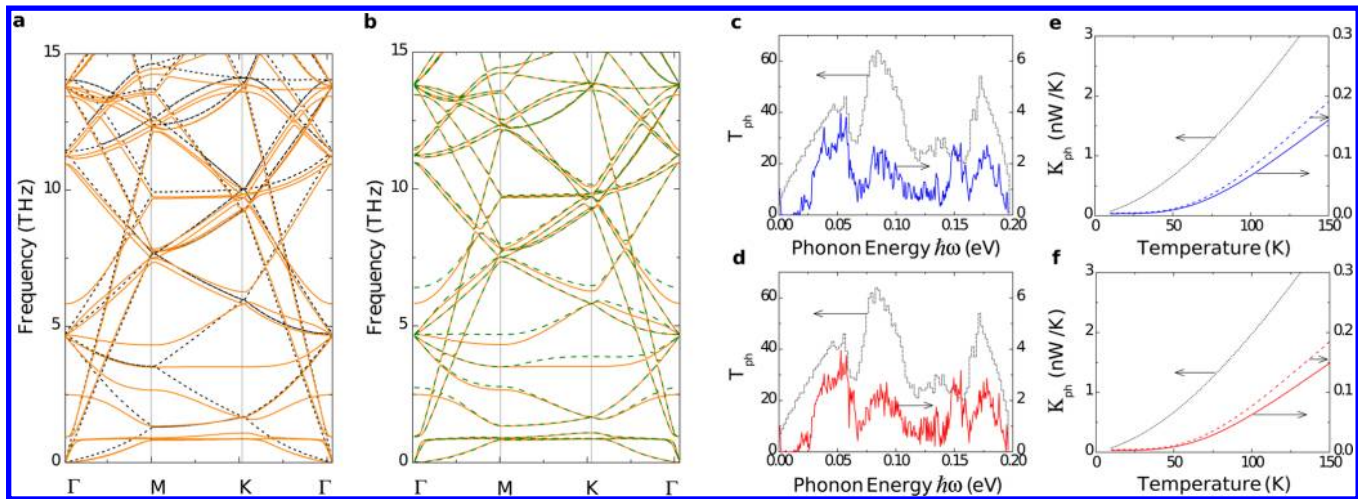 a
15
10
5
0
Frequency (THz)
Γ M K Γ
b
15
10
5
0
Frequency (THz)
Γ M K Γ
c
60
40
20
0
T_ph
6
4
2
0
0.00 0.05 0.10 0.15 0.20
Phonon Energy ħω (eV)
d
60
40
20
0
T_ph
6
4
2
0
0.00 0.05 0.10 0.15 0.20
Phonon Energy ħω (eV)
e
3
2
1
0
K_ph (nW/K)
0.3
0.2
0.1
0.0
0 50 100 150
Temperature (K)
f
3
2
1
0
K_ph (nW/K)
0.3
0.2
0.1
0.0
0 50 100 150
Temperature (K)